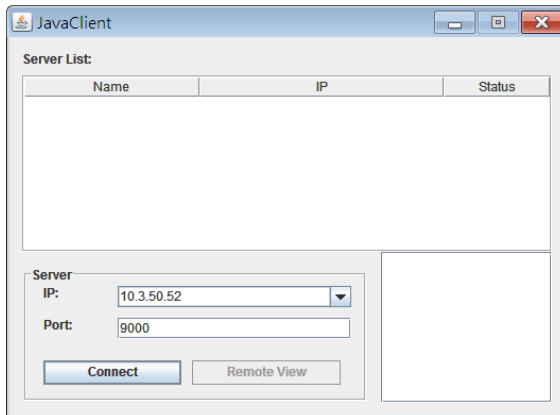 JavaClient
Server List:
Name IP Status
Server
IP: 10.3.50.52
Port: 9000
Connect Remote View